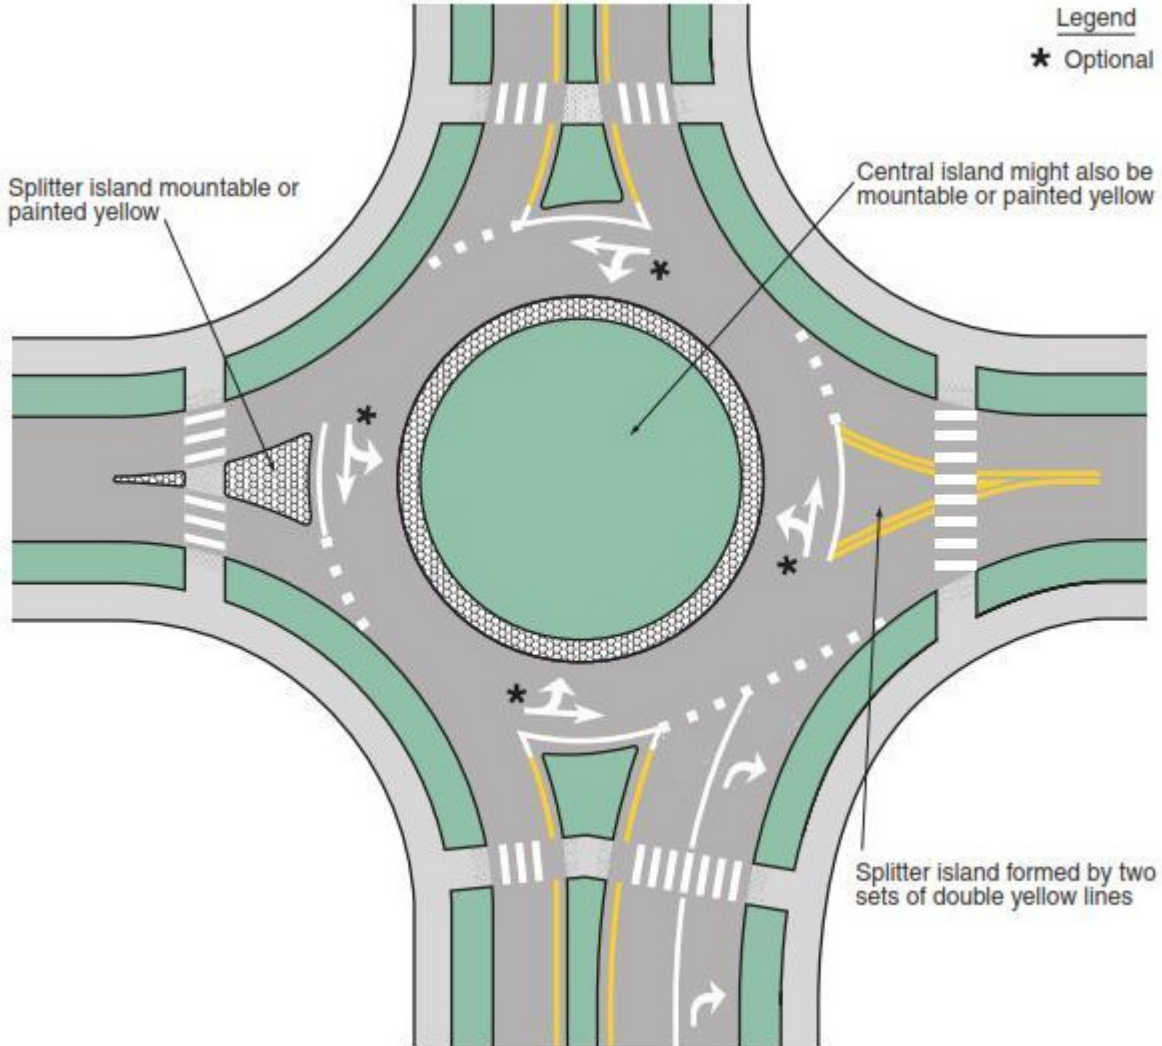 Legend
* Optional
Splitter island mountable or
painted yellow
Central island might also be
mountable or painted yellow
*
*
*
*
Splitter island formed by two
sets of double yellow lines